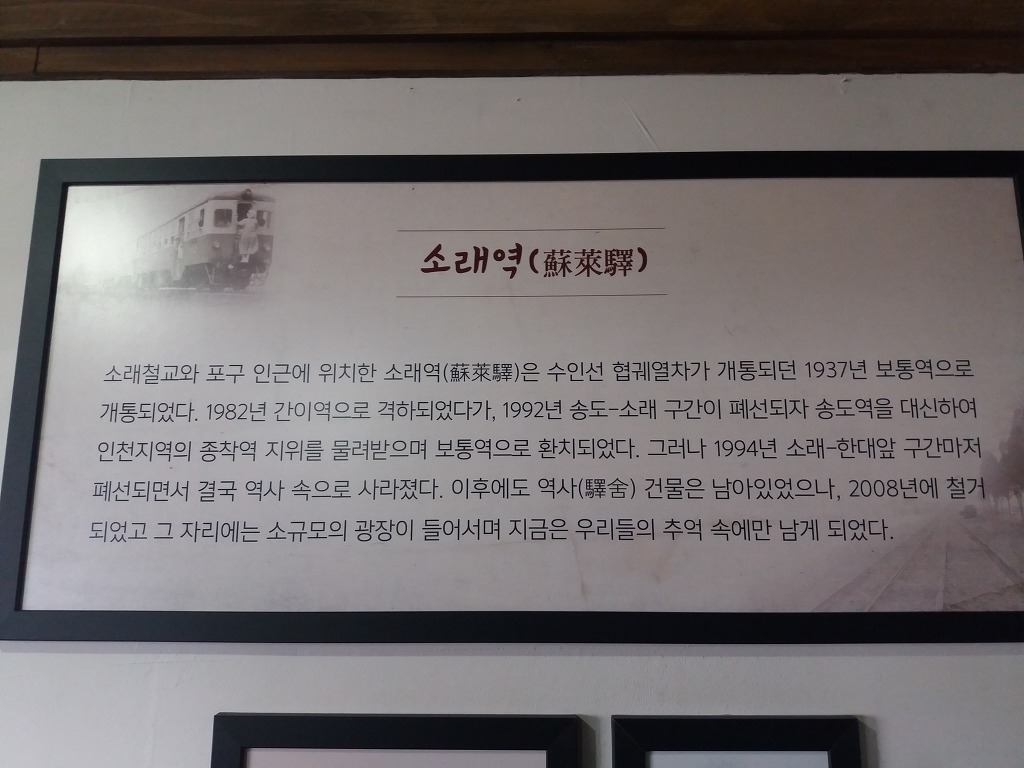 소래역(蘇萊驛)
소래철교와 포구 인근에 위치한 소래역(蘇萊驛)은 수인선 협궤열차가 개통되던 1937년 보통역으로
개통되었다. 1982년 간이역으로 격하되었다가, 1992년 송도-소래 구간이 폐선되자 송도역을 대신하여
인천지역의 종착역 지위를 물려받으며 보통역으로 환치되었다. 그러나 1994년 소래-한대앞 구간마저
폐선되면서 결국 역사 속으로 사라졌다. 이후에도 역사(驛舍) 건물은 남아있었으나, 2008년에 철거
되었고 그 자리에는 소규모의 광장이 들어서며 지금은 우리들의 추억 속에만 남게 되었다.